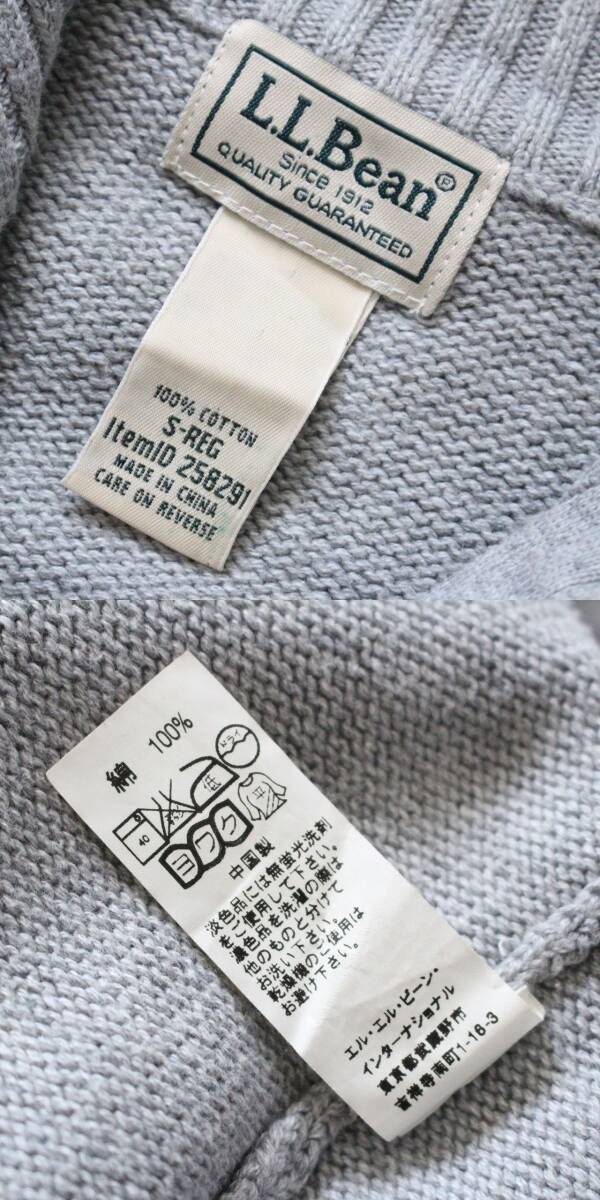 L.L.Bean®
Since 1912
QUALITY GUARANTEED
100% COTTON
S-REG
ItemID 258291
MADE IN CHINA
CARE ON REVERSE
綿 100%
ドライ
40
低
平
ヨワク
中国製
淡色品には無蛍光洗剤
をご使用して下さい。
濃色品を洗濯の際は
他のものと分けて
お洗い下さい。
乾燥機のご使用は
お避け下さい。
エル・エル・ビーン・
インターナショナル
東京都武蔵野市
吉祥寺南町1-16-3